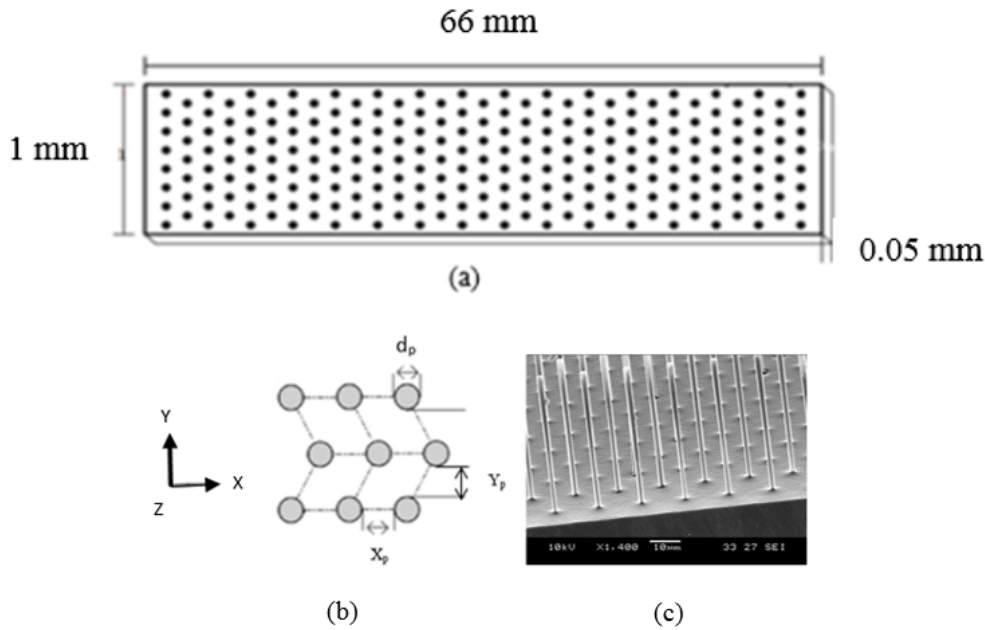 66 mm
1 mm
0.05 mm
(a)
dₚ
Y
X
Z
Yₚ
Xₚ
10kV X1,400 10μm 33 27 SEI
(b)
(c)